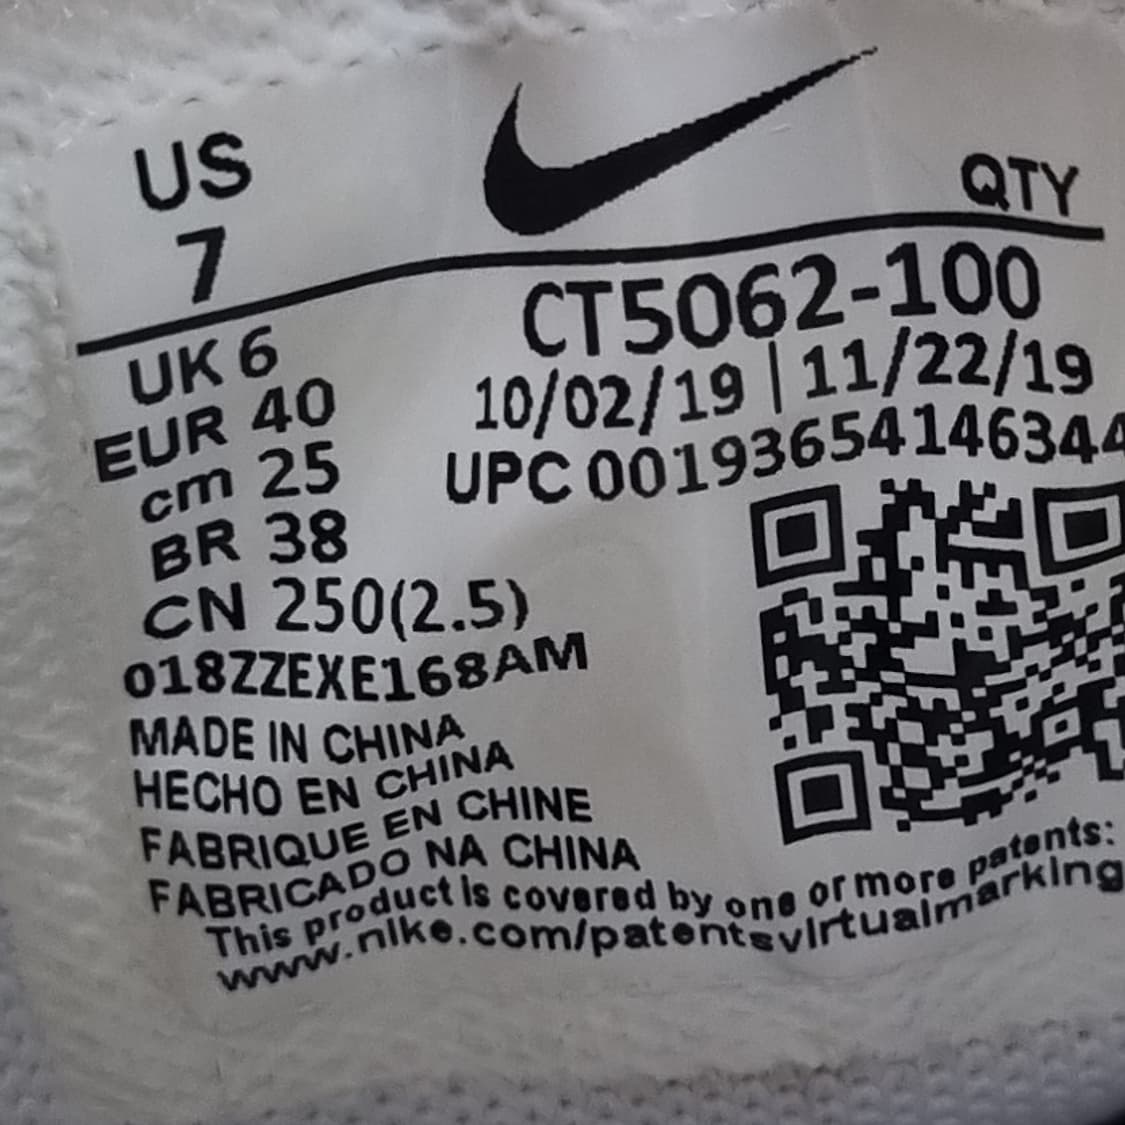 US
7
QTY
UK 6
EUR 40
cm 25
BR 38
CN 250(2.5)
018ZZEXE168AM
CT5062-100
10/02/19 | 11/22/19
UPC 00193654146344
MADE IN CHINA
HECHO EN CHINA
FABRIQUE EN CHINE
FABRICADO NA CHINA
This product is covered by one or more patents:
www.nike.com/patentsvirtualmarking